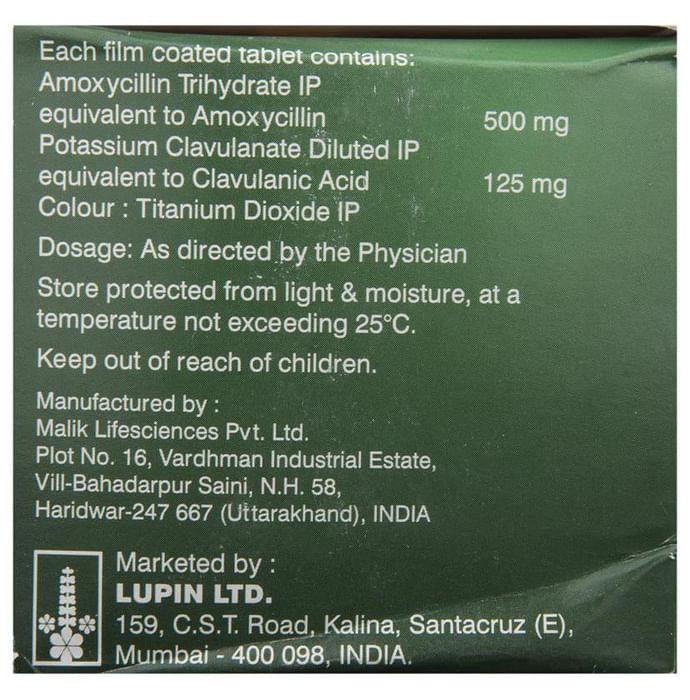 Each film coated tablet contains:
Amoxycillin Trihydrate IP
equivalent to Amoxycillin 500 mg
Potassium Clavulanate Diluted IP
equivalent to Clavulanic Acid 125 mg
Colour : Titanium Dioxide IP
Dosage: As directed by the Physician
Store protected from light & moisture, at a
temperature not exceeding 25°C.
Keep out of reach of children.
Manufactured by :
Malik Lifesciences Pvt. Ltd.
Plot No. 16, Vardhman Industrial Estate,
Vill-Bahadarpur Saini, N.H. 58,
Haridwar-247 667 (Uttarakhand), INDIA
Marketed by :
LUPIN LTD.
159, C.S.T. Road, Kalina, Santacruz (E),
Mumbai - 400 098, INDIA.